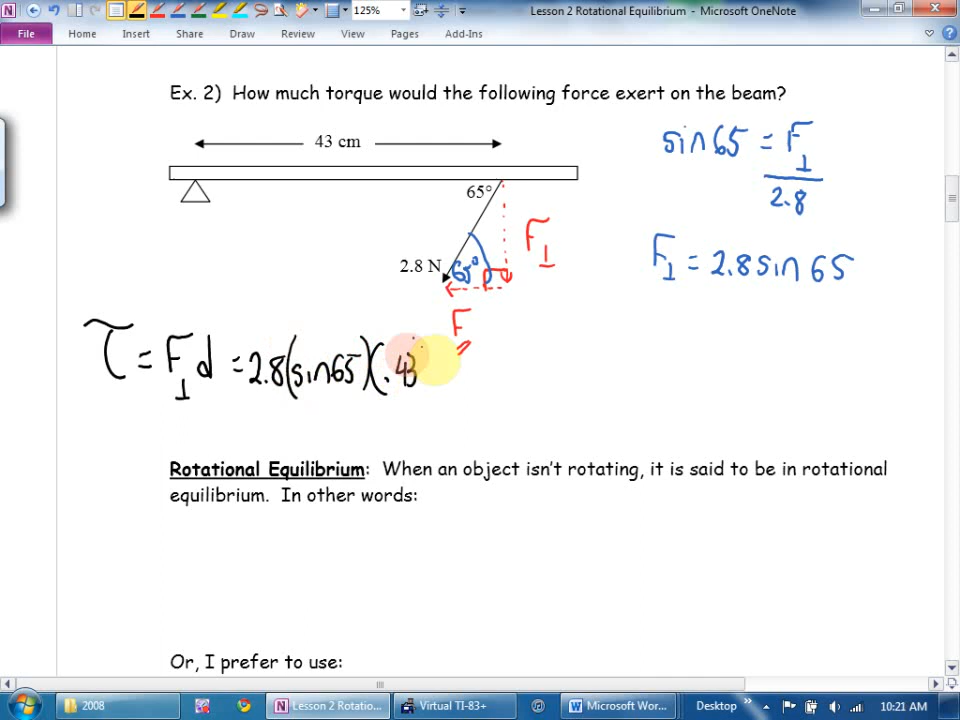 125%
Lesson 2 Rotational Equilibrium - Microsoft OneNote
File Home Insert Share Draw Review View Pages Add-Ins
Ex. 2) How much torque would the following force exert on the beam?
43 cm
65°
2.8 N
65°
F⊥
F∥
sin65 = F⊥
2.8
F⊥ = 2.8 sin 65
τ = F⊥ d = 2.8(sin65)(.43
Rotational Equilibrium: When an object isn't rotating, it is said to be in rotational
equilibrium. In other words:
Or, I prefer to use:
2008 Lesson 2 Rotatio... Virtual TI-83+ Microsoft Wor... Desktop » 10:21 AM